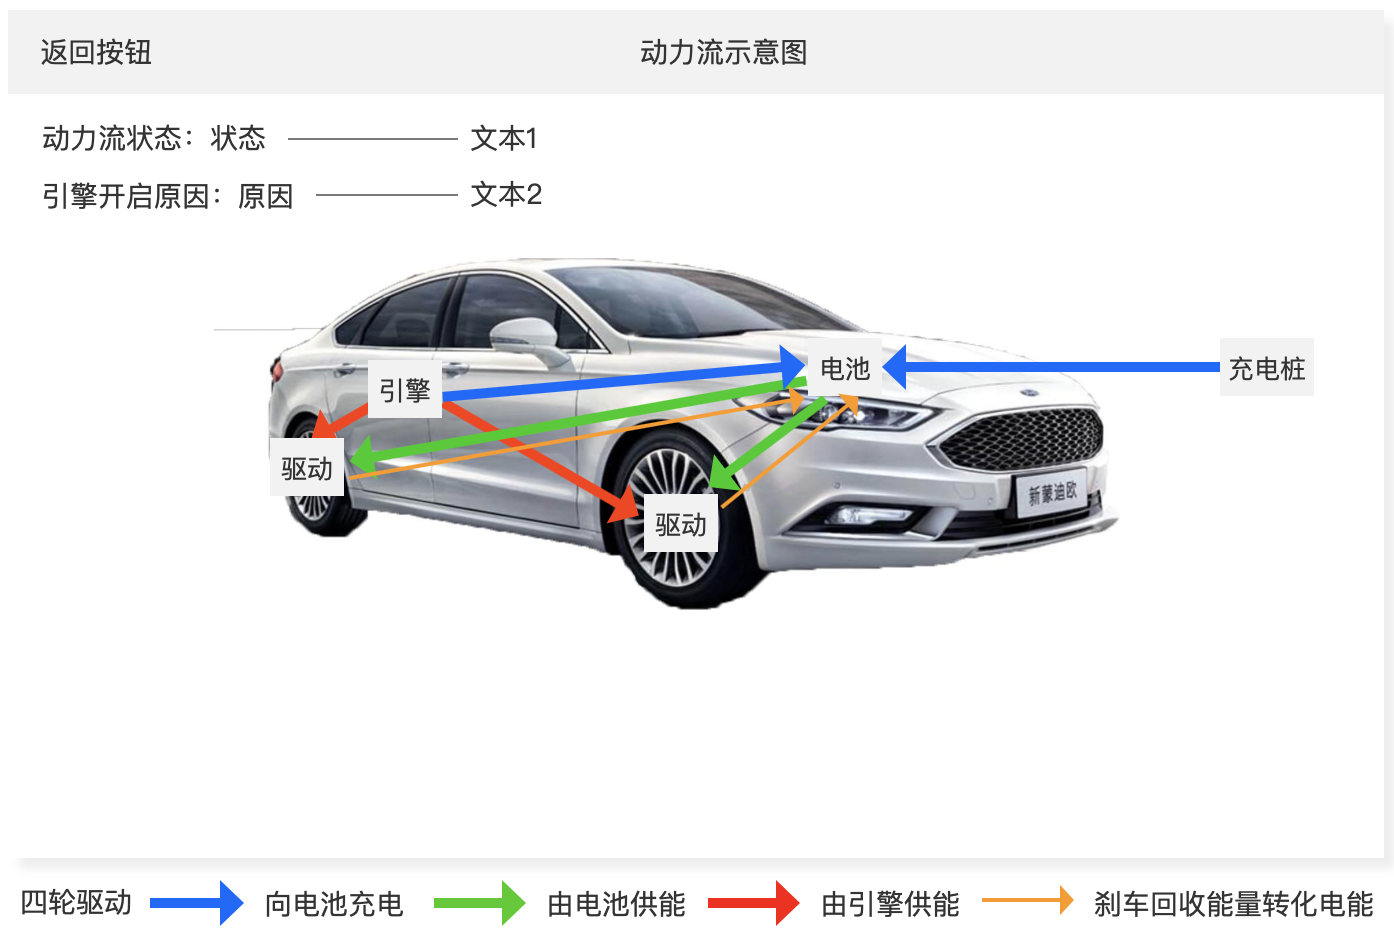 返回按钮
动力流示意图
动力流状态：状态
文本1
引擎开启原因：原因
文本2
引擎
电池
充电桩
驱动
驱动
新蒙迪欧
四轮驱动
向电池充电
由电池供能
由引擎供能
刹车回收能量转化电能